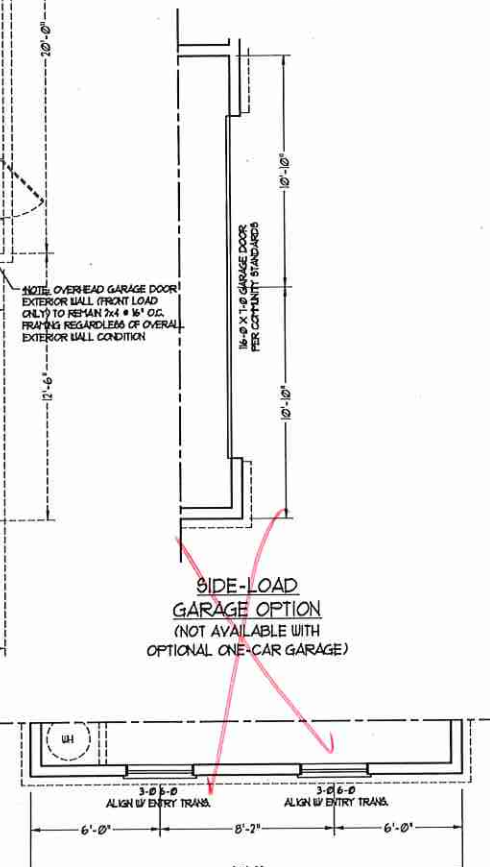 20'-0"
10'-10"
16'-0 X 7'-0 GARAGE DOOR
PER COMMUNITY STANDARDS
NOTE: OVERHEAD GARAGE DOOR
EXTERIOR WALL (FRONT LOAD
ONLY) TO REMAIN 2x4 @ 16" O.C.
FRAMING REGARDLESS OF OVERALL
EXTERIOR WALL CONDITION
12'-6"
10'-10"
SIDE-LOAD
GARAGE OPTION
(NOT AVAILABLE WITH
OPTIONAL ONE-CAR GARAGE)
WH
3-0 6-0
ALIGN W/ ENTRY TRANS.
3-0 6-0
ALIGN W/ ENTRY TRANS.
6'-0"
8'-2"
6'-0"